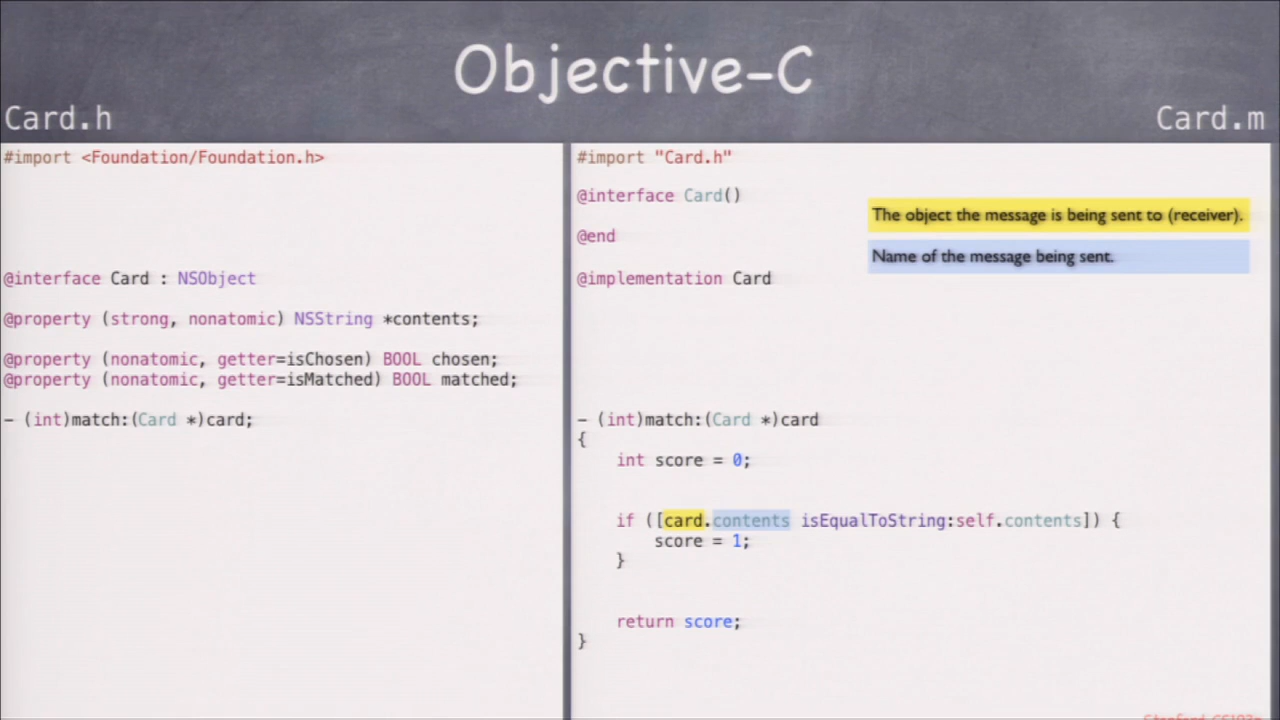 Objective-C
Card.h
Card.m
#import <Foundation/Foundation.h>
@interface Card : NSObject
@property (strong, nonatomic) NSString *contents;
@property (nonatomic, getter=isChosen) BOOL chosen;
@property (nonatomic, getter=isMatched) BOOL matched;
- (int)match:(Card *)card;
#import "Card.h"
@interface Card()
@end
@implementation Card
The object the message is being sent to (receiver).
Name of the message being sent.
- (int)match:(Card *)card
{
int score = 0;
if ([card.contents isEqualToString:self.contents]) {
score = 1;
}
return score;
}